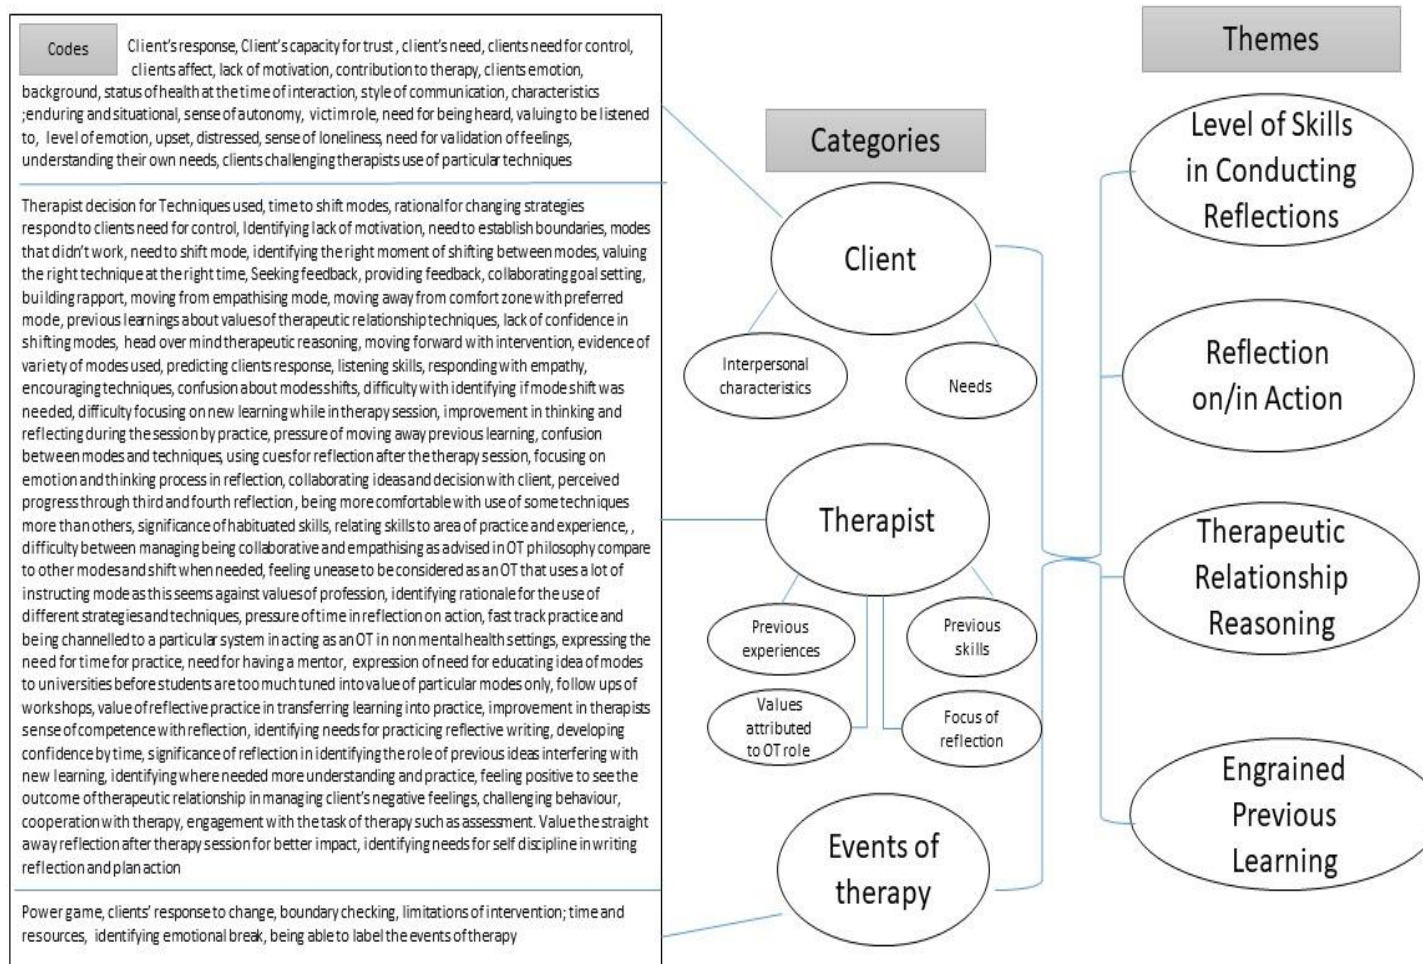 Codes
Client's response, Client's capacity for trust , client's need, clients need for control,
clients affect, lack of motivation, contribution to therapy, clients emotion,
background, status of health at the time of interaction, style of communication, characteristics
;enduring and situational, sense of autonomy, victim role, need for being heard, valuing to be listened
to, level of emotion, upset, distressed, sense of loneliness, need for validation of feelings,
understanding their own needs, clients challenging therapists use of particular techniques
Therapist decision for Techniques used, time to shift modes, rational for changing strategies
respond to clients need for control, Identifying lack of motivation, need to establish boundaries, modes
that didn't work, need to shift mode, identifying the right moment of shifting between modes, valuing
the right technique at the right time, Seeking feedback, providing feedback, collaborating goal setting,
building rapport, moving from empathising mode, moving away from comfort zone with preferred
mode, previous learnings about values of therapeutic relationship techniques, lack of confidence in
shifting modes, head over mind therapeutic reasoning, moving forward with intervention, evidence of
variety of modes used, predicting clients response, listening skills, responding with empathy,
encouraging techniques, confusion about modes shifts, difficulty with identifying if mode shift was
needed, difficulty focusing on new learning while in therapy session, improvement in thinking and
reflecting during the session by practice, pressure of moving away previous learning, confusion
between modes and techniques, using cues for reflection after the therapy session, focusing on
emotion and thinking process in reflection, collaborating ideas and decision with client, perceived
progress through third and fourth reflection , being more comfortable with use of some techniques
more than others, significance of habituated skills, relating skills to area of practice and experience, ,
difficulty between managing being collaborative and empathising as advised in OT philosophy compare
to other modes and shift when needed, feeling unease to be considered as an OT that uses a lot of
instructing mode as this seems against values of profession, identifying rationale for the use of
different strategies and techniques, pressure of time in reflection on action, fast track practice and
being channelled to a particular system in acting as an OT in non mental health settings, expressing the
need for time for practice, need for having a mentor, expression of need for educating idea of modes
to universities before students are too much tuned into value of particular modes only, follow ups of
workshops, value of reflective practice in transferring learning into practice, improvement in therapists
sense of competence with reflection, identifying needs for practicing reflective writing, developing
confidence by time, significance of reflection in identifying the role of previous ideas interfering with
new learning, identifying where needed more understanding and practice, feeling positive to see the
outcome of therapeutic relationship in managing client's negative feelings, challenging behaviour,
cooperation with therapy, engagement with the task of therapy such as assessment. Value the straight
away reflection after therapy session for better impact, identifying needs for self discipline in writing
reflection and plan action
Power game, clients' response to change, boundary checking, limitations of intervention; time and
resources, identifying emotional break, being able to label the events of therapy
Categories
Client
Interpersonal
characteristics
Needs
Therapist
Previous
experiences
Previous
skills
Values
attributed
to OT role
Focus of
reflection
Events of
therapy
Themes
Level of Skills
in Conducting
Reflections
Reflection
on/in Action
Therapeutic
Relationship
Reasoning
Engrained
Previous
Learning